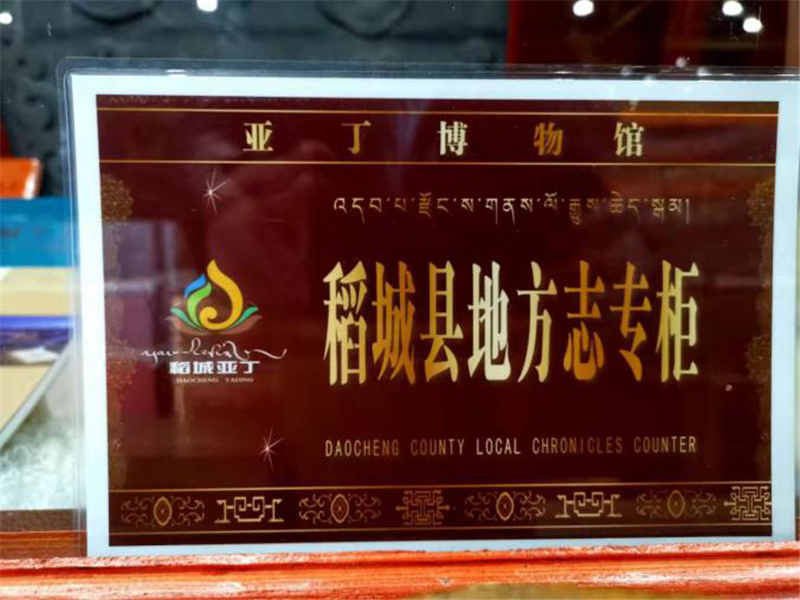 亚丁博物馆
འདབ་པ་རྫོང་ས་གནས་ལོ་རྒྱུས་ཆེད་སྒམ།
稻城县地方志专柜
稻城亚丁
DAOCHENG YADING
DAOCHENG COUNTY LOCAL CHRONICLES COUNTER